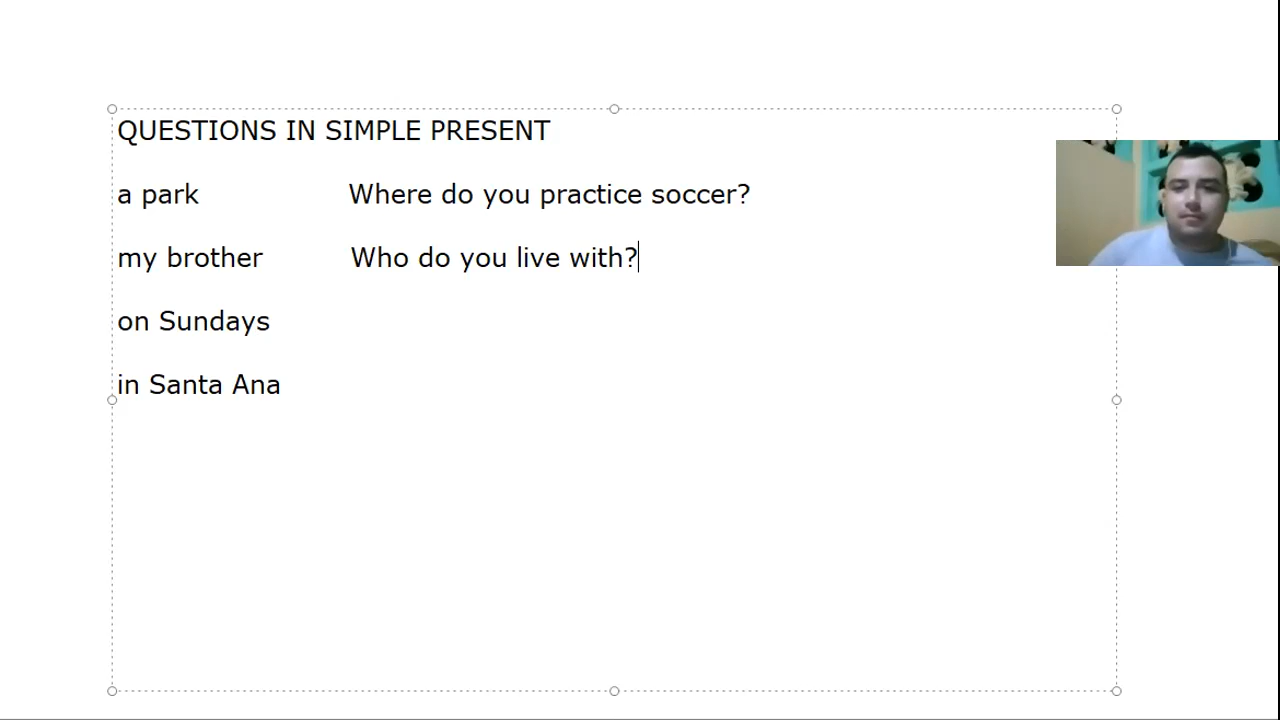 QUESTIONS IN SIMPLE PRESENT
a park Where do you practice soccer?
my brother Who do you live with?
on Sundays
in Santa Ana